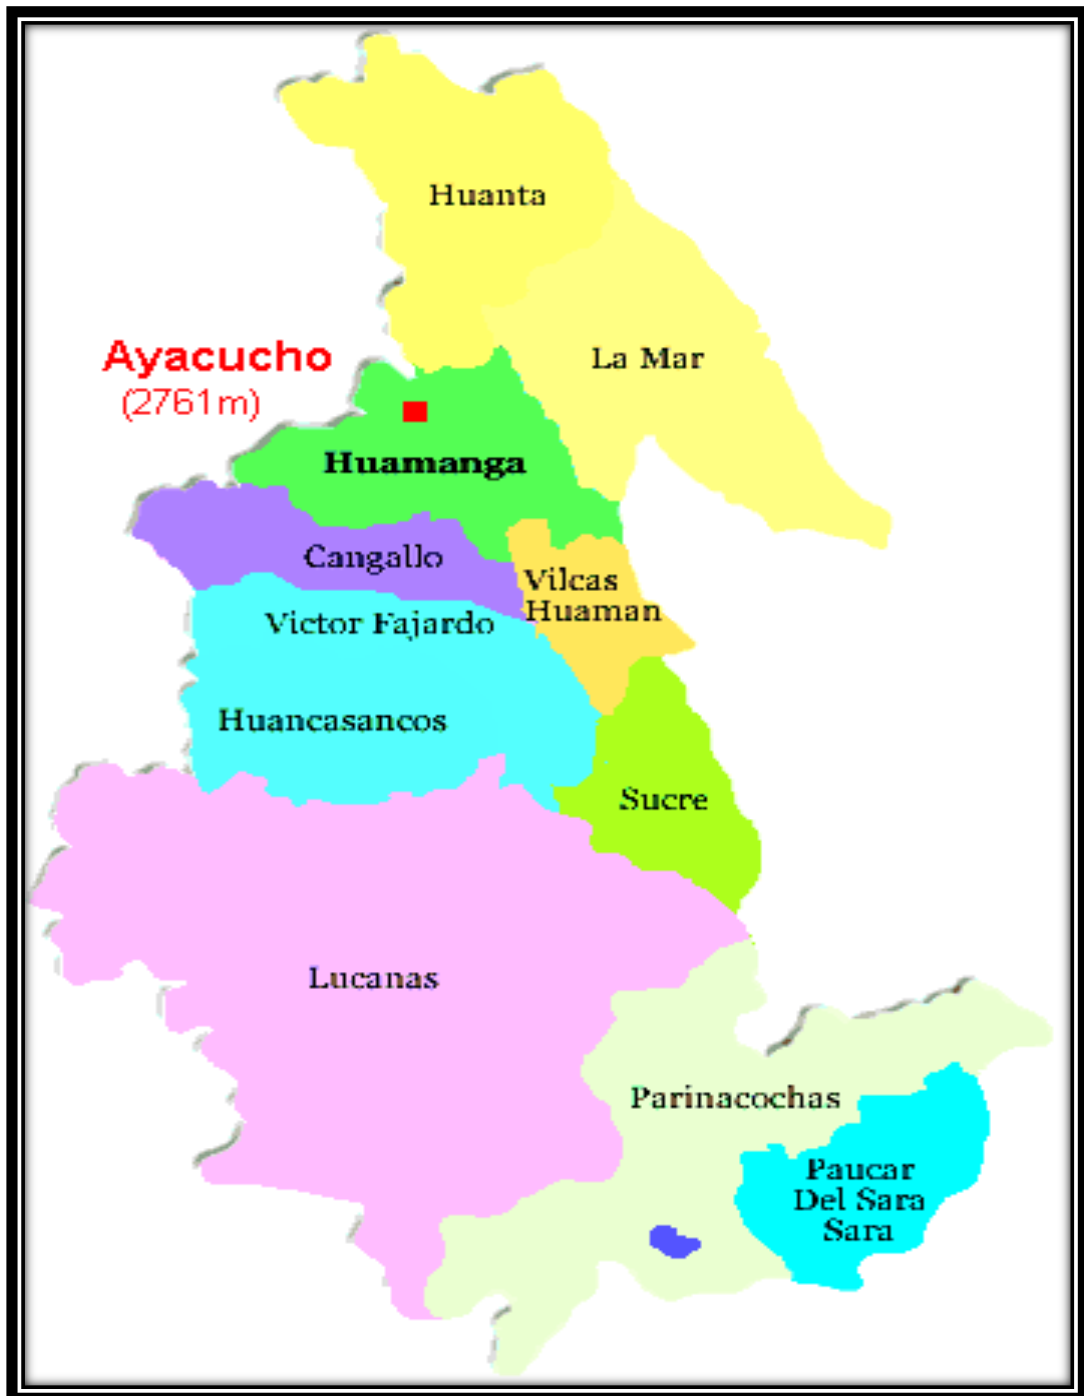 Huanta
La Mar
Ayacucho
(2761m)
Huamanga
Cangallo
Vilcas
Huaman
Victor Fajardo
Huancasancos
Sucre
Lucanas
Parinacochas
Paucar
Del Sara
Sara